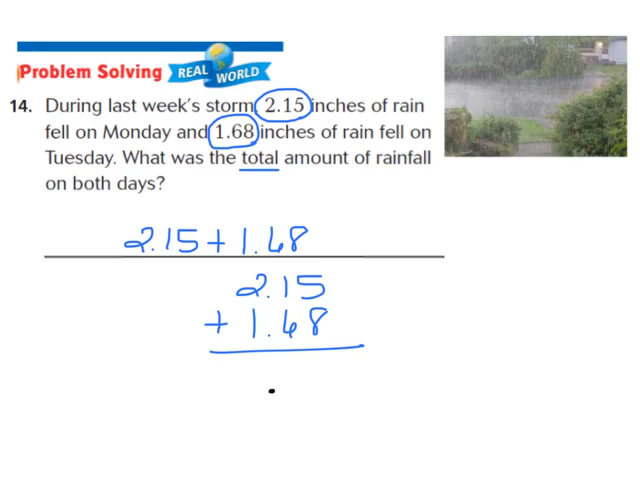 Problem Solving REAL WORLD
14. During last week's storm, 2.15 inches of rain
fell on Monday and 1.68 inches of rain fell on
Tuesday. What was the total amount of rainfall
on both days?
2.15 + 1.68
2.15
+ 1.68
.